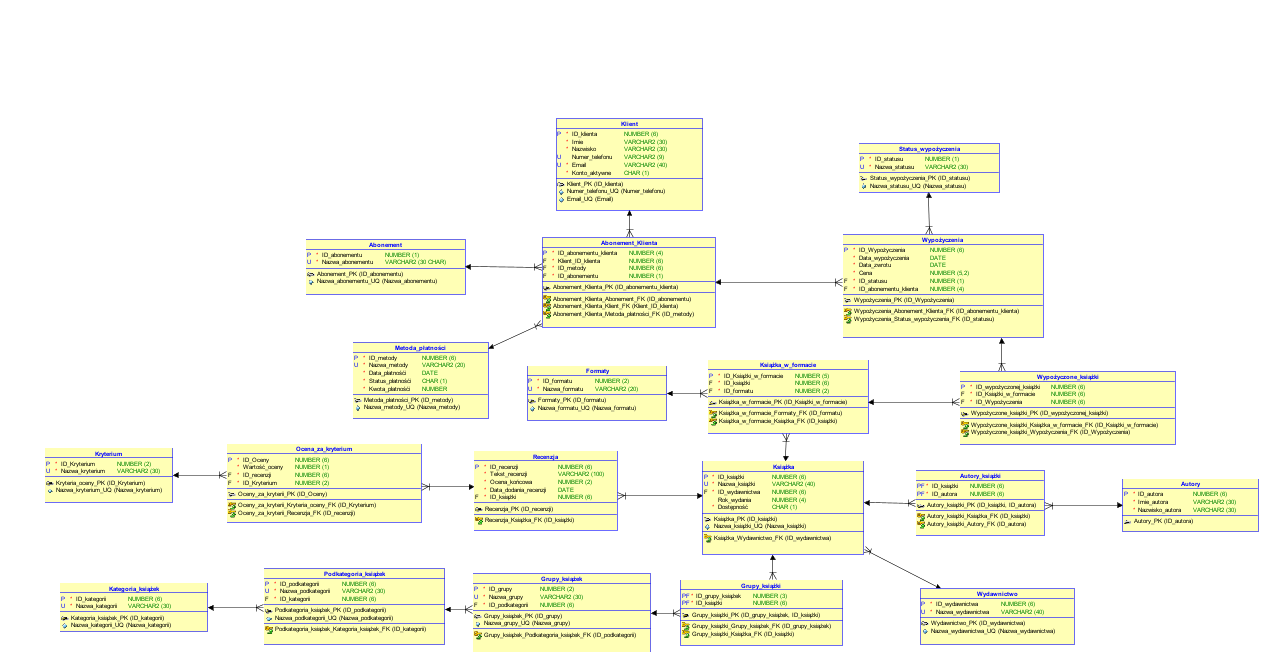 Klient
P * ID_klienta NUMBER (6)
* Imie VARCHAR2 (30)
* Nazwisko VARCHAR2 (30)
U Numer_telefonu VARCHAR2 (9)
U * Email VARCHAR2 (40)
* Konto_aktywne CHAR (1)
Klient_PK (ID_klienta)
Numer_telefonu_UQ (Numer_telefonu)
Email_UQ (Email)
Status_wypożyczenia
P * ID_statusu NUMBER (1)
U * Nazwa_statusu VARCHAR2 (30)
Status_wypożyczenia_PK (ID_statusu)
Nazwa_statusu_UQ (Nazwa_statusu)
Abonement
P * ID_abonementu NUMBER (1)
U * Nazwa_abonementu VARCHAR2 (30 CHAR)
Abonement_PK (ID_abonementu)
Nazwa_abonementu_UQ (Nazwa_abonementu)
Abonement_Klienta
P * ID_abonementu_klienta NUMBER (4)
F * Klient_ID_klienta NUMBER (6)
F * ID_metody NUMBER (6)
F * ID_abonementu NUMBER (1)
Abonement_Klienta_PK (ID_abonementu_klienta)
Abonement_Klienta_Abonement_FK (ID_abonementu)
Abonement_Klienta_Klient_FK (Klient_ID_klienta)
Abonement_Klienta_Metoda_płatności_FK (ID_metody)
Wypożyczenia
P * ID_Wypożyczenia NUMBER (6)
* Data_wypożyczenia DATE
* Data_zwrotu DATE
* Cena NUMBER (5,2)
F * ID_statusu NUMBER (1)
F * ID_abonementu_klienta NUMBER (4)
Wypożyczenia_PK (ID_Wypożyczenia)
Wypożyczenia_Abonement_Klienta_FK (ID_abonementu_klienta)
Wypożyczenia_Status_wypożyczenia_FK (ID_statusu)
Metoda_płatności
P * ID_metody NUMBER (6)
U * Nazwa_metody VARCHAR2 (20)
* Data_płatności DATE
* Status_płatności CHAR (1)
* Kwota_płatności NUMBER
Metoda_płatności_PK (ID_metody)
Nazwa_metody_UQ (Nazwa_metody)
Formaty
P * ID_formatu NUMBER (2)
U * Nazwa_formatu VARCHAR2 (20)
Formaty_PK (ID_formatu)
Nazwa_formatu_UQ (Nazwa_formatu)
Książka_w_formacie
P * ID_Książki_w_formacie NUMBER (5)
F * ID_książki NUMBER (6)
F * ID_formatu NUMBER (2)
Książka_w_formacie_PK (ID_Książki_w_formacie)
Książka_w_formacie_Formaty_FK (ID_formatu)
Książka_w_formacie_Książka_FK (ID_książki)
Wypożyczone_książki
P * ID_wypożyczonej_książki NUMBER (6)
F * ID_Książki_w_formacie NUMBER (6)
F * ID_Wypożyczenia NUMBER (6)
Wypożyczone_książki_PK (ID_wypożyczonej_książki)
Wypożyczone_książki_Książka_w_formacie_FK (ID_Książki_w_formacie)
Wypożyczone_książki_Wypożyczenia_FK (ID_Wypożyczenia)
Kryterium
P * ID_Kryterium NUMBER (2)
U * Nazwa_kryterium VARCHAR2 (30)
Kryteria_oceny_PK (ID_Kryterium)
Nazwa_kryterium_UQ (Nazwa_kryterium)
Ocena_za_kryterium
P * ID_Oceny NUMBER (6)
* Wartość_oceny NUMBER (1)
F * ID_recenzji NUMBER (6)
F * ID_Kryterium NUMBER (2)
Oceny_za_kryterii_PK (ID_Oceny)
Oceny_za_kryterii_Kryteria_oceny_FK (ID_Kryterium)
Oceny_za_kryterii_Recenzja_FK (ID_recenzji)
Recenzja
P * ID_recenzji NUMBER (6)
* Tekst_recenzji VARCHAR2 (100)
* Ocena_końcowa NUMBER (2)
* Data_dodania_recenzji DATE
F * ID_książki NUMBER (6)
Recenzja_PK (ID_recenzji)
Recenzja_Książka_FK (ID_książki)
Książka
P * ID_książki NUMBER (6)
U * Nazwa_książki VARCHAR2 (40)
F * ID_wydawnictwa NUMBER (6)
Rok_wydania NUMBER (4)
* Dostępność CHAR (1)
Książka_PK (ID_książki)
Nazwa_książki_UQ (Nazwa_książki)
Książka_Wydawnictwo_FK (ID_wydawnictwa)
Autory_książki
PF * ID_książki NUMBER (6)
PF * ID_autora NUMBER (6)
Autory_książki_PK (ID_książki, ID_autora)
Autory_książki_Książka_FK (ID_książki)
Autory_książki_Autory_FK (ID_autora)
Autory
P * ID_autora NUMBER (6)
* Imia_autora VARCHAR2 (30)
* Nazwisko_autora VARCHAR2 (30)
Autory_PK (ID_autora)
Kategoria_książek
P * ID_kategorii NUMBER (6)
U * Nazwa_kategorii VARCHAR2 (30)
Kategoria_książek_PK (ID_kategorii)
Nazwa_kategorii_UQ (Nazwa_kategorii)
Podkategoria_książek
P * ID_podkategorii NUMBER (6)
U * Nazwa_podkategorii VARCHAR2 (30)
F * ID_kategorii NUMBER (6)
Podkategoria_książek_PK (ID_podkategorii)
Nazwa_podkategorii_UQ (Nazwa_podkategorii)
Podkategoria_książek_Kategoria_książek_FK (ID_kategorii)
Grupy_książek
P * ID_grupy NUMBER (2)
U * Nazwa_grupy VARCHAR2 (30)
F * ID_podkategorii NUMBER (6)
Grupy_książek_PK (ID_grupy)
Nazwa_grupy_UQ (Nazwa_grupy)
Grupy_książek_Podkategoria_książek_FK (ID_podkategorii)
Grupy_książki
PF * ID_grupy_książek NUMBER (3)
PF * ID_książki NUMBER (6)
Grupy_książki_PK (ID_grupy_książek, ID_książki)
Grupy_książki_Grupy_książek_FK (ID_grupy_książek)
Grupy_książki_Książka_FK (ID_książki)
Wydawnictwo
P * ID_wydawnictwa NUMBER (6)
U * Nazwa_wydawnictwa VARCHAR2 (40)
Wydawnictwo_PK (ID_wydawnictwa)
Nazwa_wydawnictwa_UQ (Nazwa_wydawnictwa)